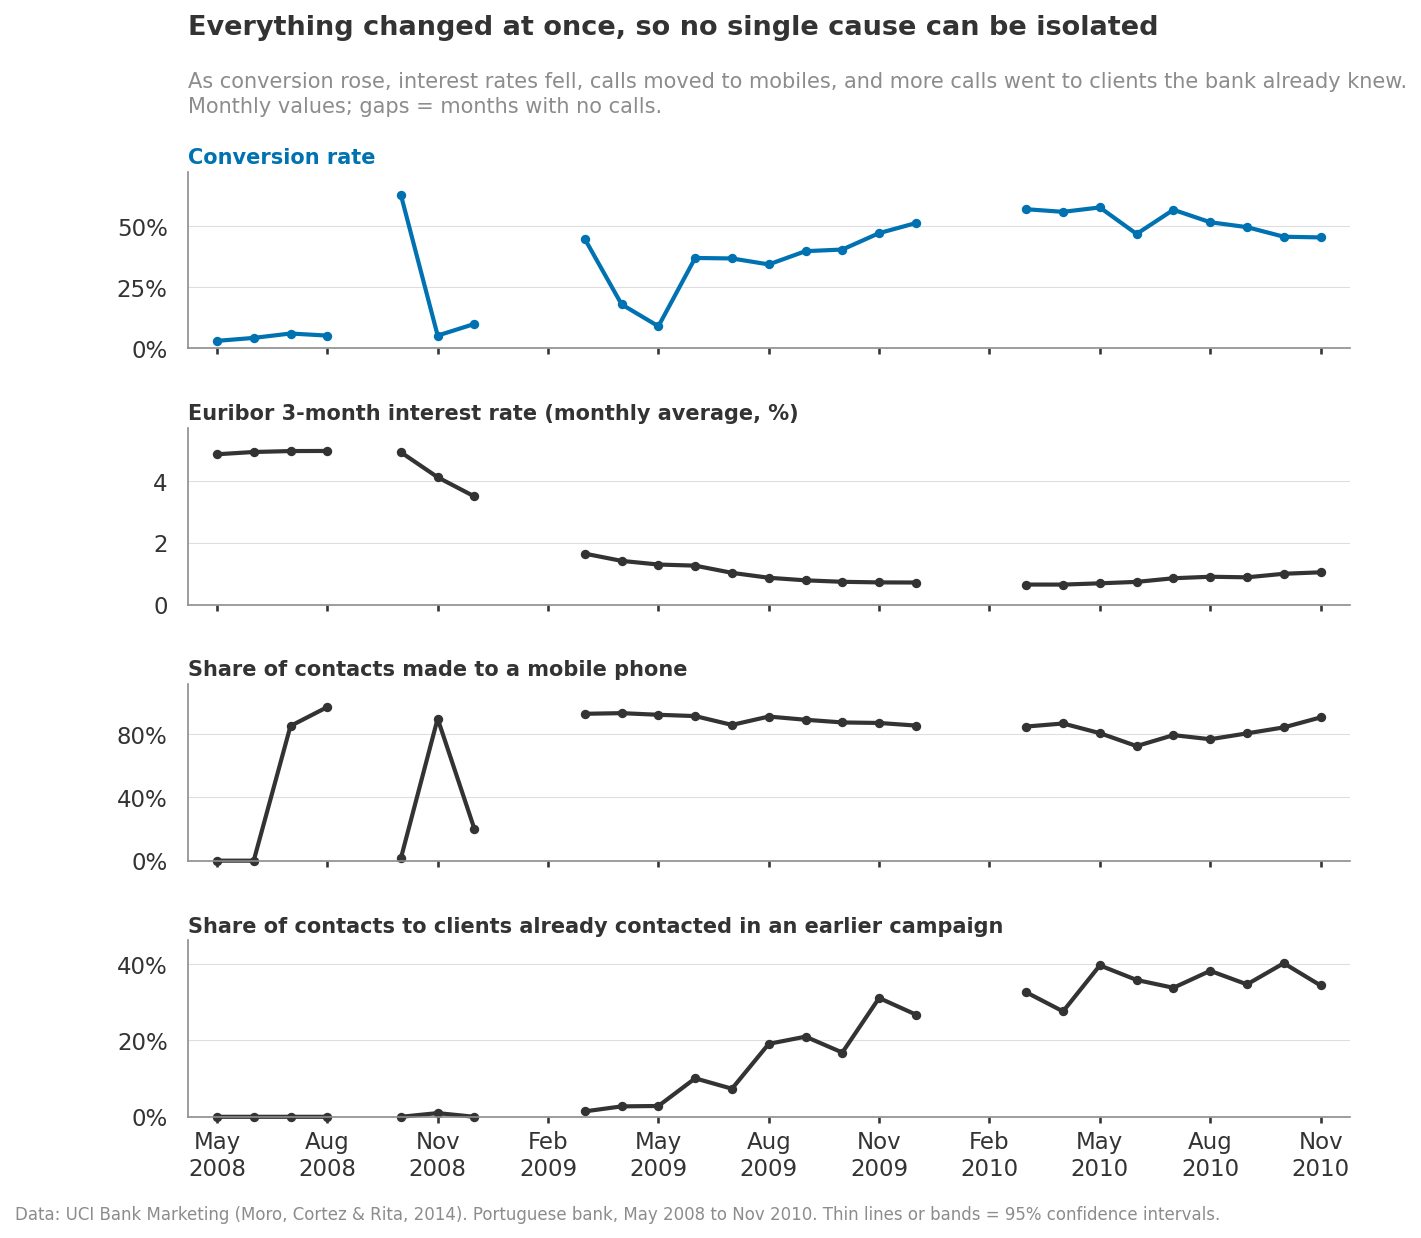 Everything changed at once, so no single cause can be isolated
As conversion rose, interest rates fell, calls moved to mobiles, and more calls went to clients the bank already knew.
Monthly values; gaps = months with no calls.
Conversion rate
50%
25%
0%
Euribor 3-month interest rate (monthly average, %)
4
2
0
Share of contacts made to a mobile phone
80%
40%
0%
Share of contacts to clients already contacted in an earlier campaign
40%
20%
0%
May Aug Nov Feb May Aug Nov Feb May Aug Nov
2008 2008 2008 2009 2009 2009 2009 2010 2010 2010 2010
Data: UCI Bank Marketing (Moro, Cortez & Rita, 2014). Portuguese bank, May 2008 to Nov 2010. Thin lines or bands = 95% confidence intervals.